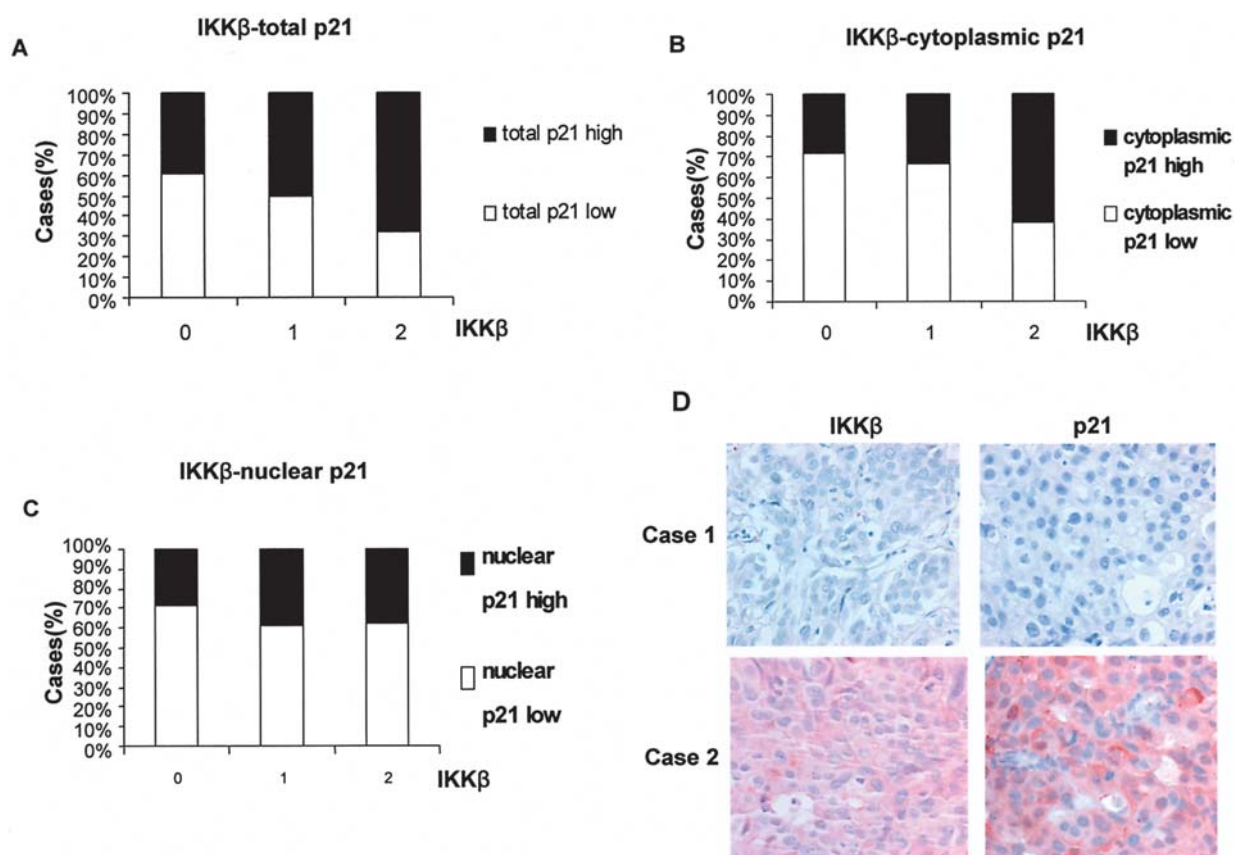 A
IKKβ-total p21
Cases(%)
100%
90%
80%
70%
60%
50%
40%
30%
20%
10%
0%
0 1 2 IKKβ
total p21 high
total p21 low
B
IKKβ-cytoplasmic p21
Cases(%)
100%
90%
80%
70%
60%
50%
40%
30%
20%
10%
0%
0 1 2 IKKβ
cytoplasmic
p21 high
cytoplasmic
p21 low
C
IKKβ-nuclear p21
Cases(%)
100%
90%
80%
70%
60%
50%
40%
30%
20%
10%
0%
0 1 2 IKKβ
nuclear
p21 high
nuclear
p21 low
D
IKKβ p21
Case 1
Case 2